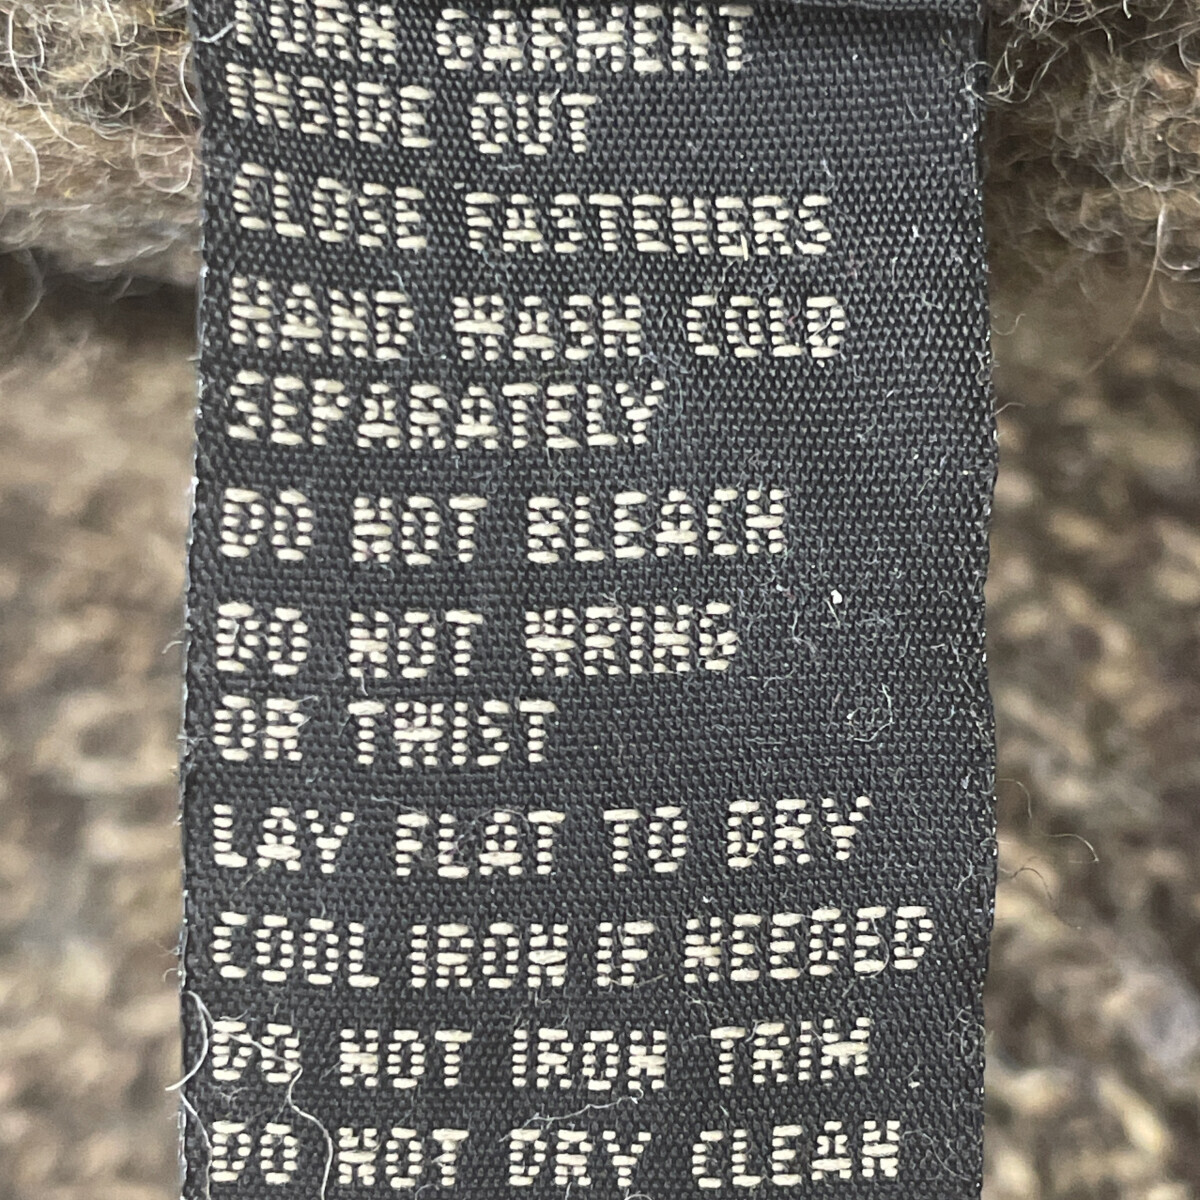 TURN GARMENT
INSIDE OUT
CLOSE FASTENERS
HAND WASH COLD
SEPARATELY
DO NOT BLEACH
DO NOT WRING
OR TWIST
LAY FLAT TO DRY
COOL IRON IF NEEDED
DO NOT IRON TRIM
DO NOT DRY CLEAN